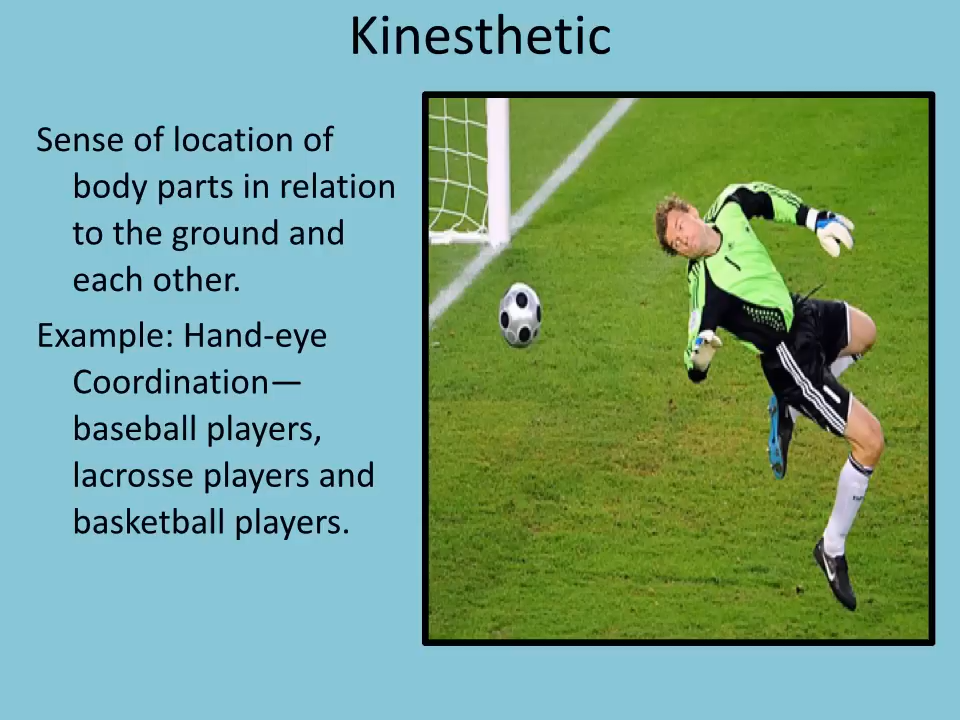 Kinesthetic
Sense of location of
body parts in relation
to the ground and
each other.
Example: Hand-eye
Coordination—
baseball players,
lacrosse players and
basketball players.
1